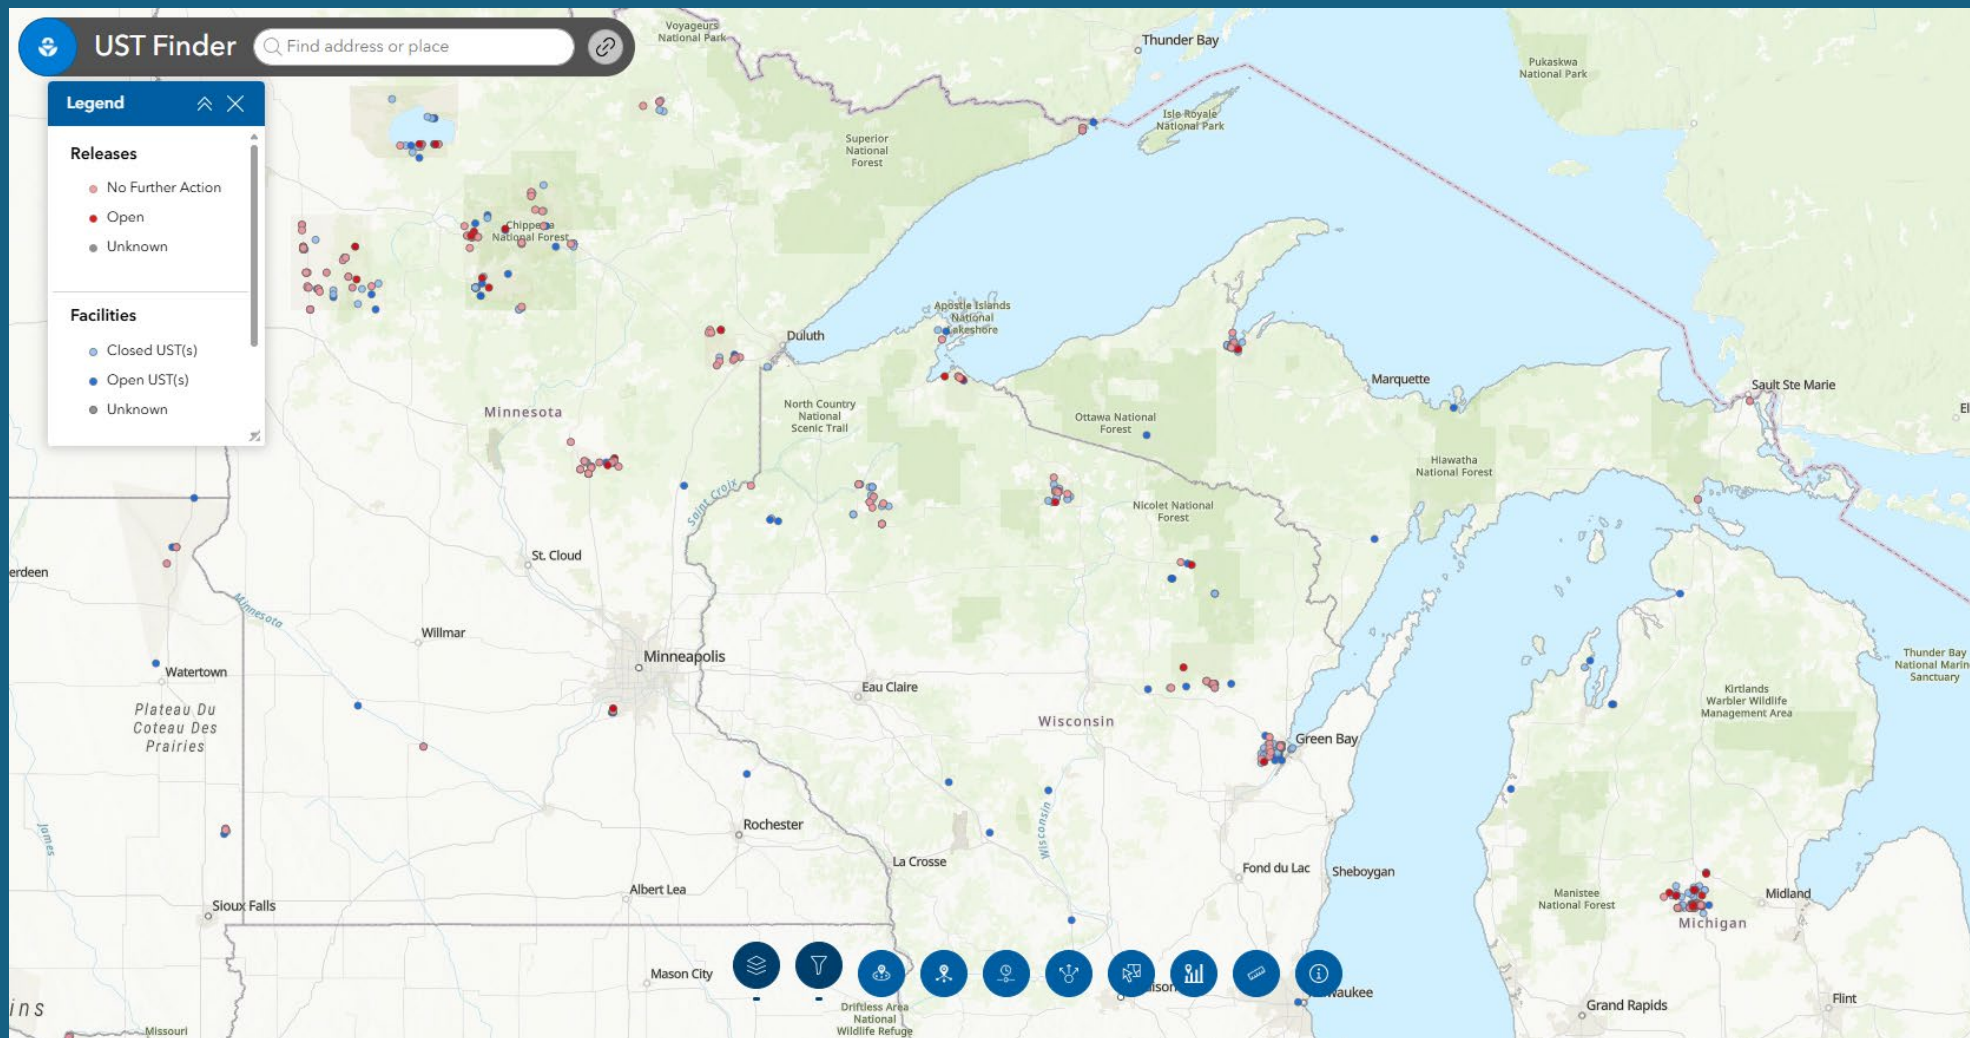 UST Finder
Find address or place
Legend
Releases
No Further Action
Open
Unknown
Facilities
Closed UST(s)
Open UST(s)
Unknown
Voyageurs
National Park
Thunder Bay
Pukaskwa
National Park
Isle Royale
National Park
Superior
National
Forest
Chippewa
National Forest
Apostle Islands
National
Lakeshore
Duluth
Marquette
Sault Ste Marie
El
Minnesota
North Country
National
Scenic Trail
Ottawa National
Forest
Hiawatha
National Forest
Saint Croix
Nicolet National
Forest
St. Cloud
erdeen
Minnesota
Willmar
Minneapolis
Watertown
Thunder Bay
National Marin
Sanctuary
Eau Claire
Kirtlands
Warbler Wildlife
Management Area
Plateau Du
Coteau Des
Prairies
Wisconsin
Green Bay
James
Rochester
Wisconsin
La Crosse
Fond du Lac
Sheboygan
Albert Lea
Manistee
National Forest
Midland
Michigan
Sioux Falls
Mason City
ison
waukee
Driftless Area
National
Wildlife Refuge
Grand Rapids
Flint
ins
Missouri